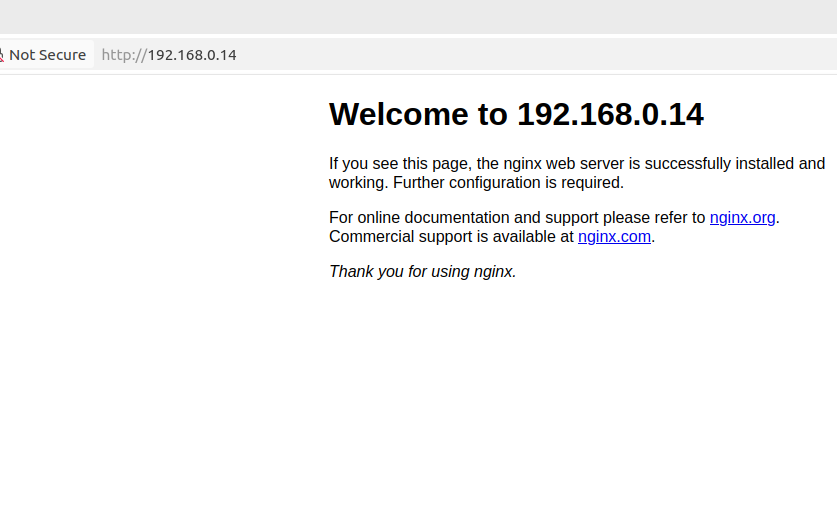 Not Secure http://192.168.0.14
Welcome to 192.168.0.14
If you see this page, the nginx web server is successfully installed and
working. Further configuration is required.
For online documentation and support please refer to nginx.org.
Commercial support is available at nginx.com.
Thank you for using nginx.